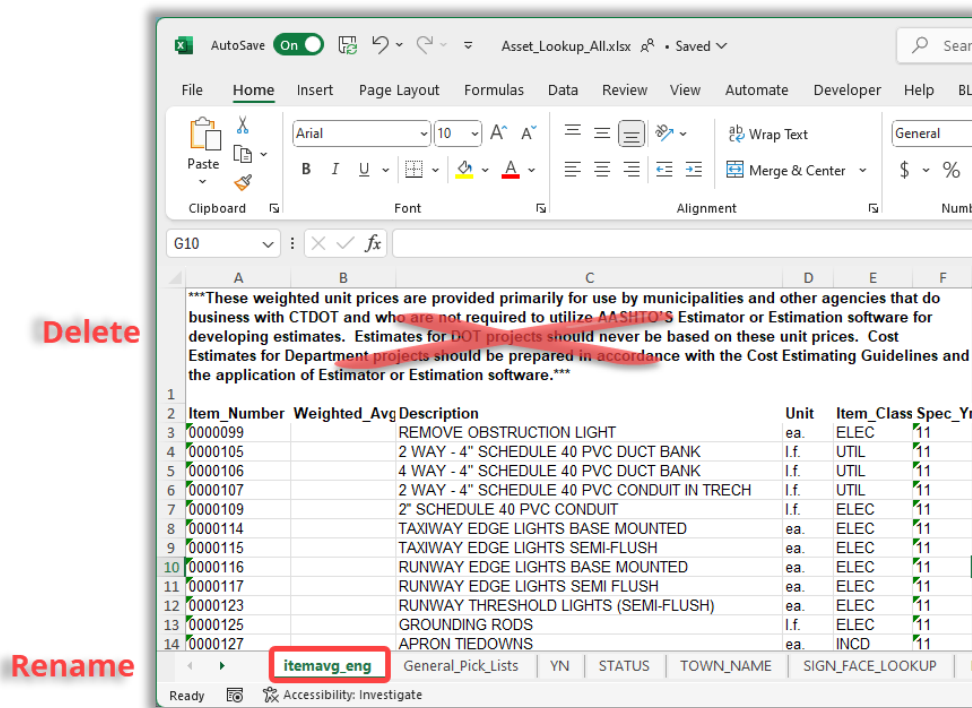 AutoSave On Asset_Lookup_All.xlsx • Saved Sear
File Home Insert Page Layout Formulas Data Review View Automate Developer Help BL
Paste Arial 10 A^ A˅ ab Wrap Text General
B I U A Merge & Center $ %
Clipboard Font Alignment Numb
G10 fx
A B C D E F
***These weighted unit prices are provided primarily for use by municipalities and other agencies that do
business with CTDOT and who are not required to utilize AASHTO'S Estimator or Estimation software for
Delete
developing estimates. Estimates for DOT projects should never be based on these unit prices. Cost
Estimates for Department projects should be prepared in accordance with the Cost Estimating Guidelines and
the application of Estimator or Estimation software.***
1
2 Item_Number Weighted_Avg Description Unit Item_Class Spec_Yr
3 0000099 REMOVE OBSTRUCTION LIGHT ea. ELEC 11
4 0000105 2 WAY - 4" SCHEDULE 40 PVC DUCT BANK l.f. UTIL 11
5 0000106 4 WAY - 4" SCHEDULE 40 PVC DUCT BANK l.f. UTIL 11
6 0000107 2 WAY - 4" SCHEDULE 40 PVC CONDUIT IN TRECH l.f. UTIL 11
7 0000109 2" SCHEDULE 40 PVC CONDUIT l.f. ELEC 11
8 0000114 TAXIWAY EDGE LIGHTS BASE MOUNTED ea. ELEC 11
9 0000115 TAXIWAY EDGE LIGHTS SEMI-FLUSH ea. ELEC 11
10 0000116 RUNWAY EDGE LIGHTS BASE MOUNTED ea. ELEC 11
11 0000117 RUNWAY EDGE LIGHTS SEMI FLUSH ea. ELEC 11
12 0000123 RUNWAY THRESHOLD LIGHTS (SEMI-FLUSH) ea. ELEC 11
13 0000125 GROUNDING RODS l.f. ELEC 11
14 0000127 APRON TIEDOWNS ea. INCD 11
Rename
itemavg_eng General_Pick_Lists YN STATUS TOWN_NAME SIGN_FACE_LOOKUP
Ready Accessibility: Investigate